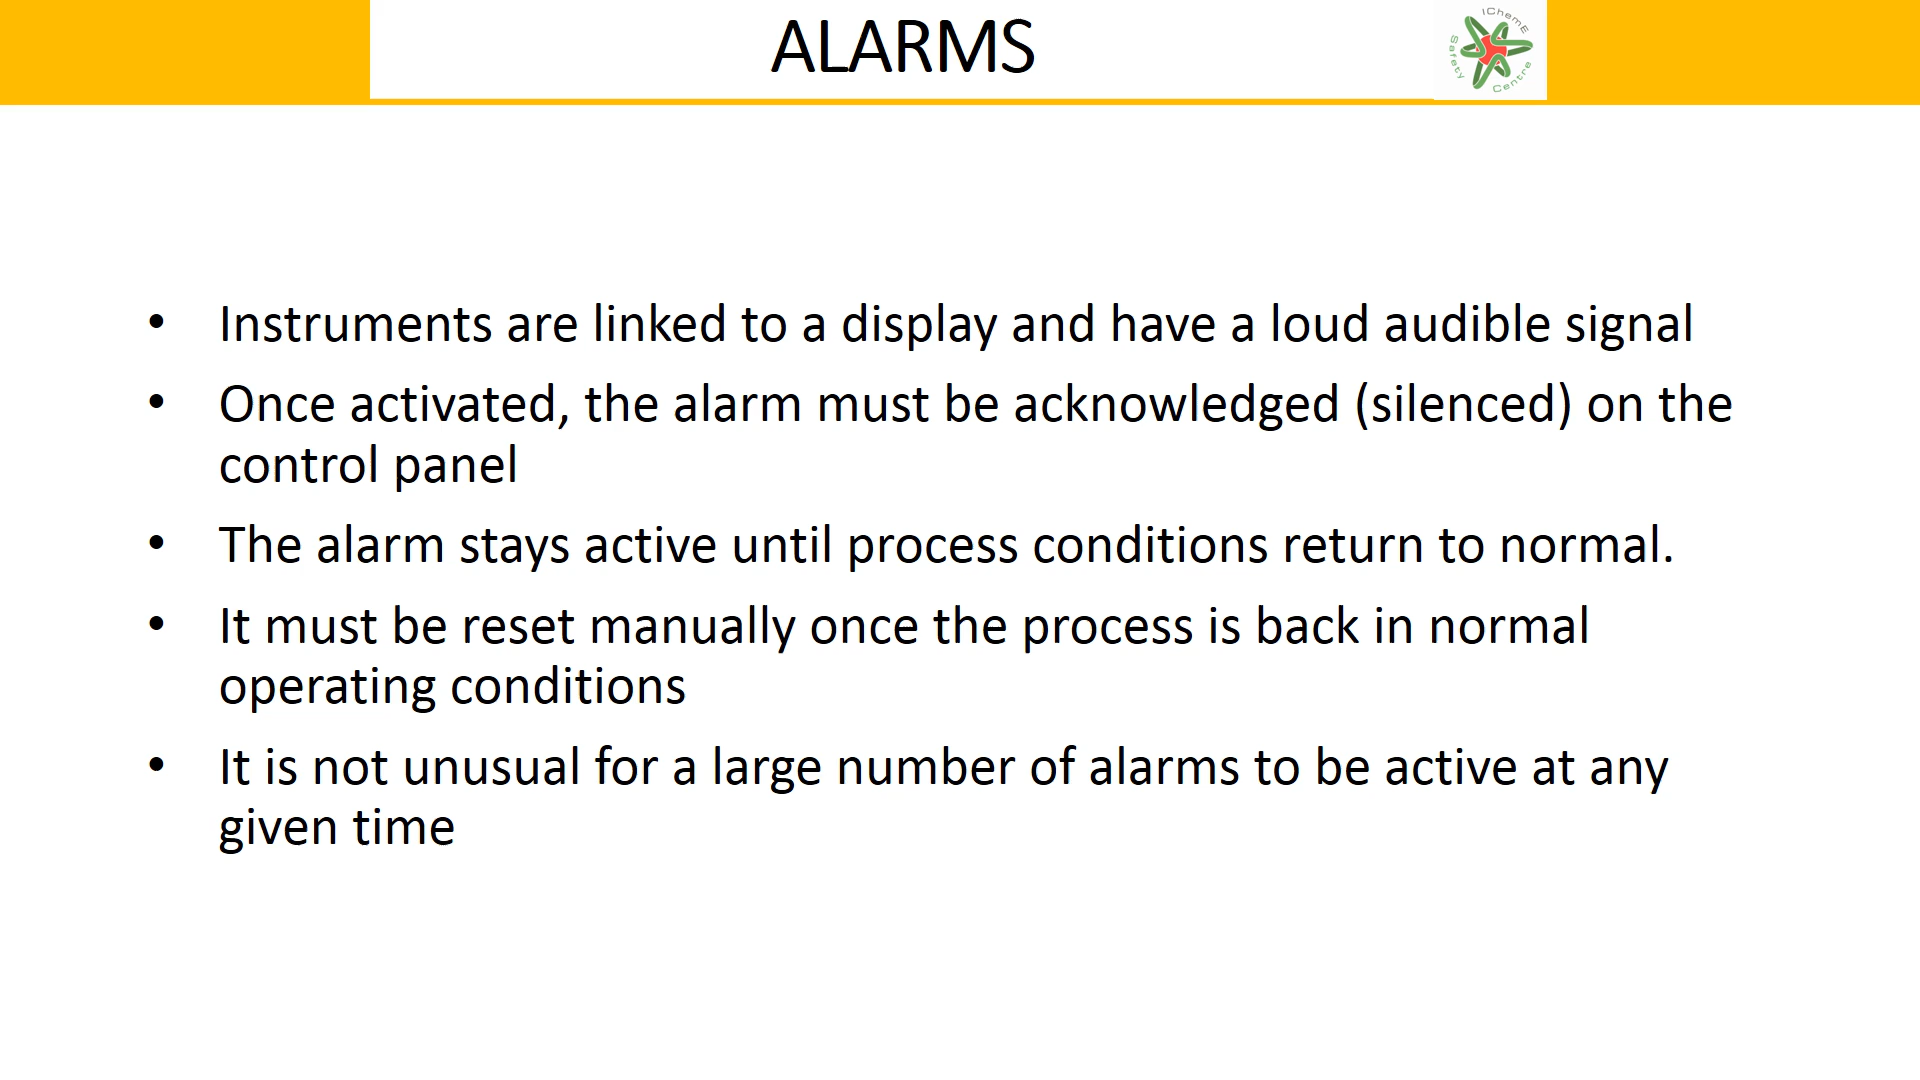 ALARMS
IChemE
Safety
Centre
• Instruments are linked to a display and have a loud audible signal
• Once activated, the alarm must be acknowledged (silenced) on the
control panel
• The alarm stays active until process conditions return to normal.
• It must be reset manually once the process is back in normal
operating conditions
• It is not unusual for a large number of alarms to be active at any
given time